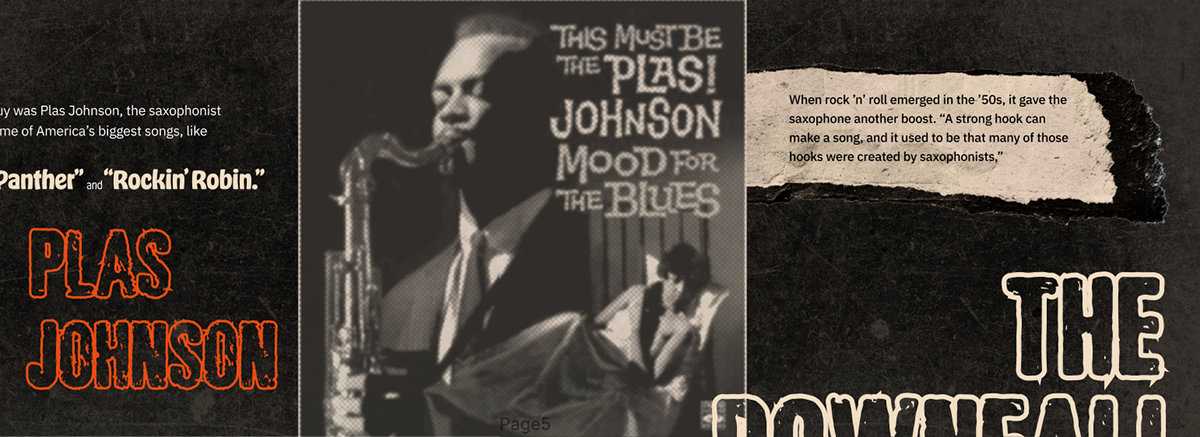 uy was Plas Johnson, the saxophonist
me of America’s biggest songs, like
Panther” and “Rockin’ Robin.”
PLAS
JOHNSON
THIS MUST BE
THE PLAS!
JOHNSON
MOOD FOR
THE BLUES
Page5
When rock ’n’ roll emerged in the ’50s, it gave the
saxophone another boost. “A strong hook can
make a song, and it used to be that many of those
hooks were created by saxophonists,”
THE
DOWNFALL